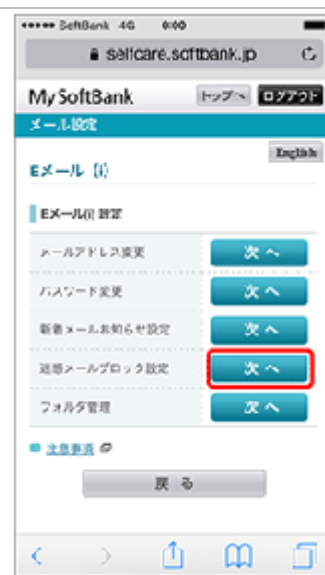 SoftBank 4G 0:00
selfcare.softbank.jp
My SoftBank トップへ ログアウト
メール設定
English
Eメール (i)
Eメール(i) 設定
メールアドレス変更 次へ
パスワード変更 次へ
新着メールお知らせ設定 次へ
迷惑メールブロック設定 次へ
フォルダ管理 次へ
注意事項
戻る